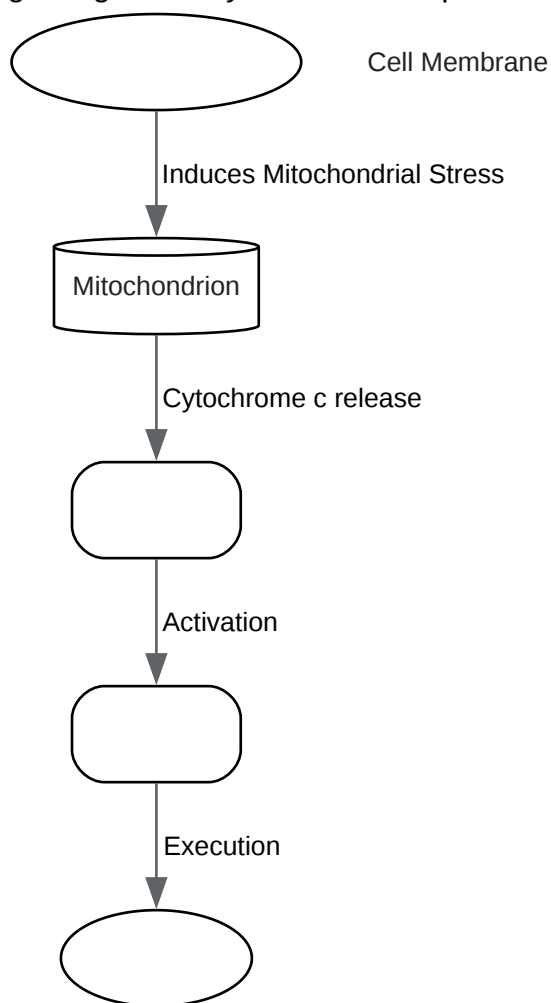 Cell Membrane
Induces Mitochondrial Stress
Mitochondrion
Cytochrome c release
Activation
Execution